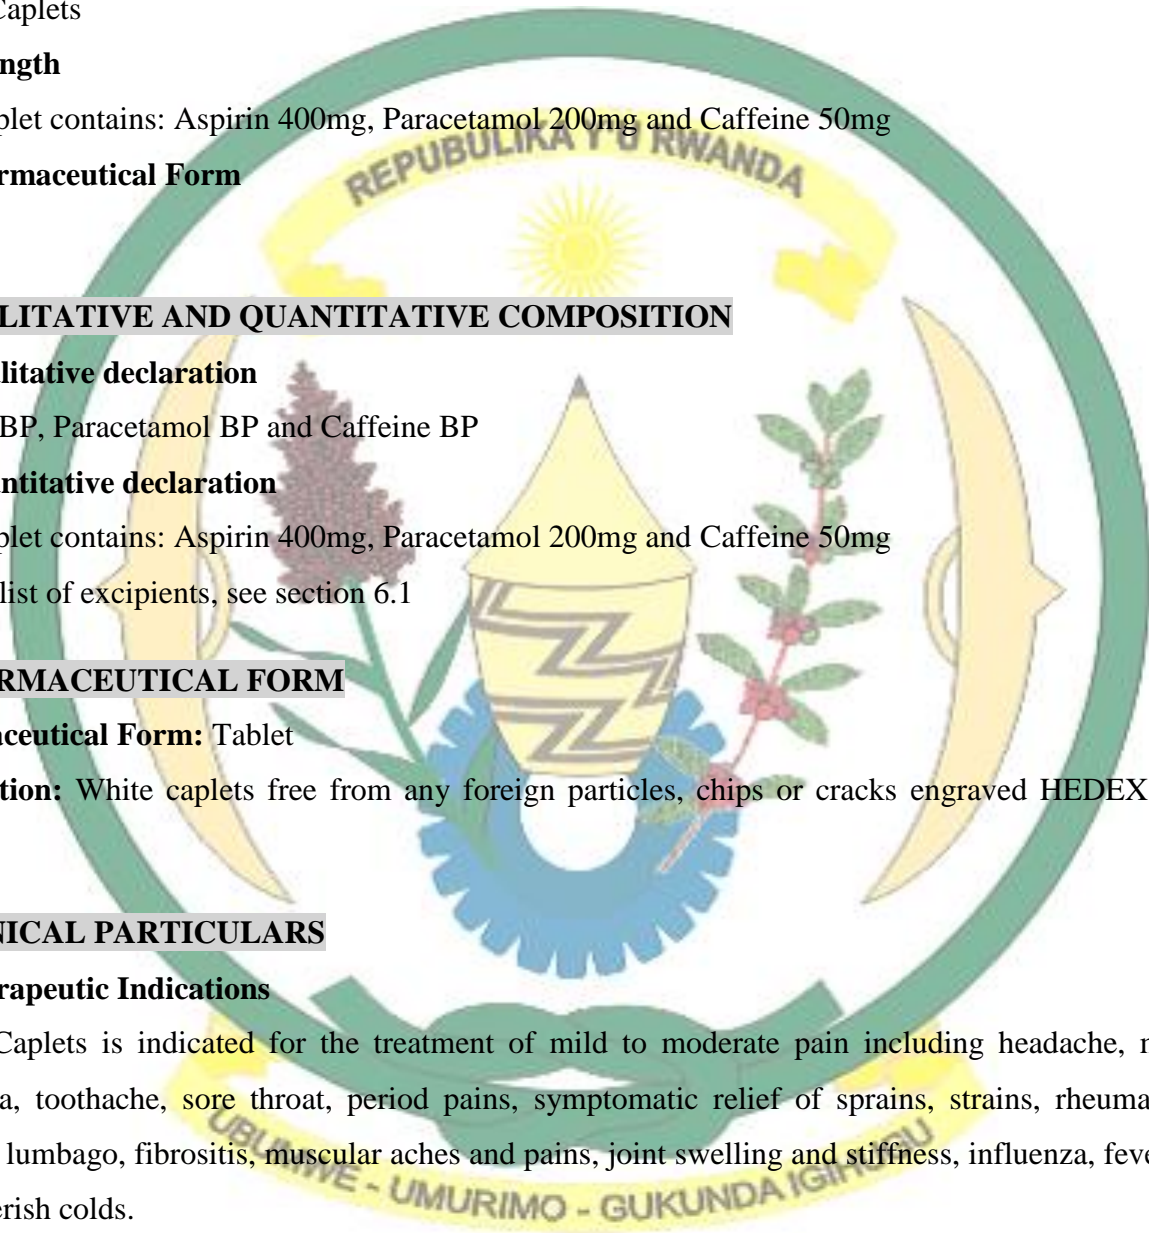 Caplets
ngth
plet contains: Aspirin 400mg, Paracetamol 200mg and Caffeine 50mg
REPUBULIKA Y'U RWANDA
rmaceutical Form
LITATIVE AND QUANTITATIVE COMPOSITION
litative declaration
BP, Paracetamol BP and Caffeine BP
ntitative declaration
plet contains: Aspirin 400mg, Paracetamol 200mg and Caffeine 50mg
list of excipients, see section 6.1
RMACEUTICAL FORM
aceutical Form: Tablet
tion: White caplets free from any foreign particles, chips or cracks engraved HEDEX
NICAL PARTICULARS
rapeutic Indications
Caplets is indicated for the treatment of mild to moderate pain including headache, m
a, toothache, sore throat, period pains, symptomatic relief of sprains, strains, rheuma
lumbago, fibrositis, muscular aches and pains, joint swelling and stiffness, influenza, feve
erish colds.
UBUMWE - UMURIMO - GUKUNDA IGIHUGU